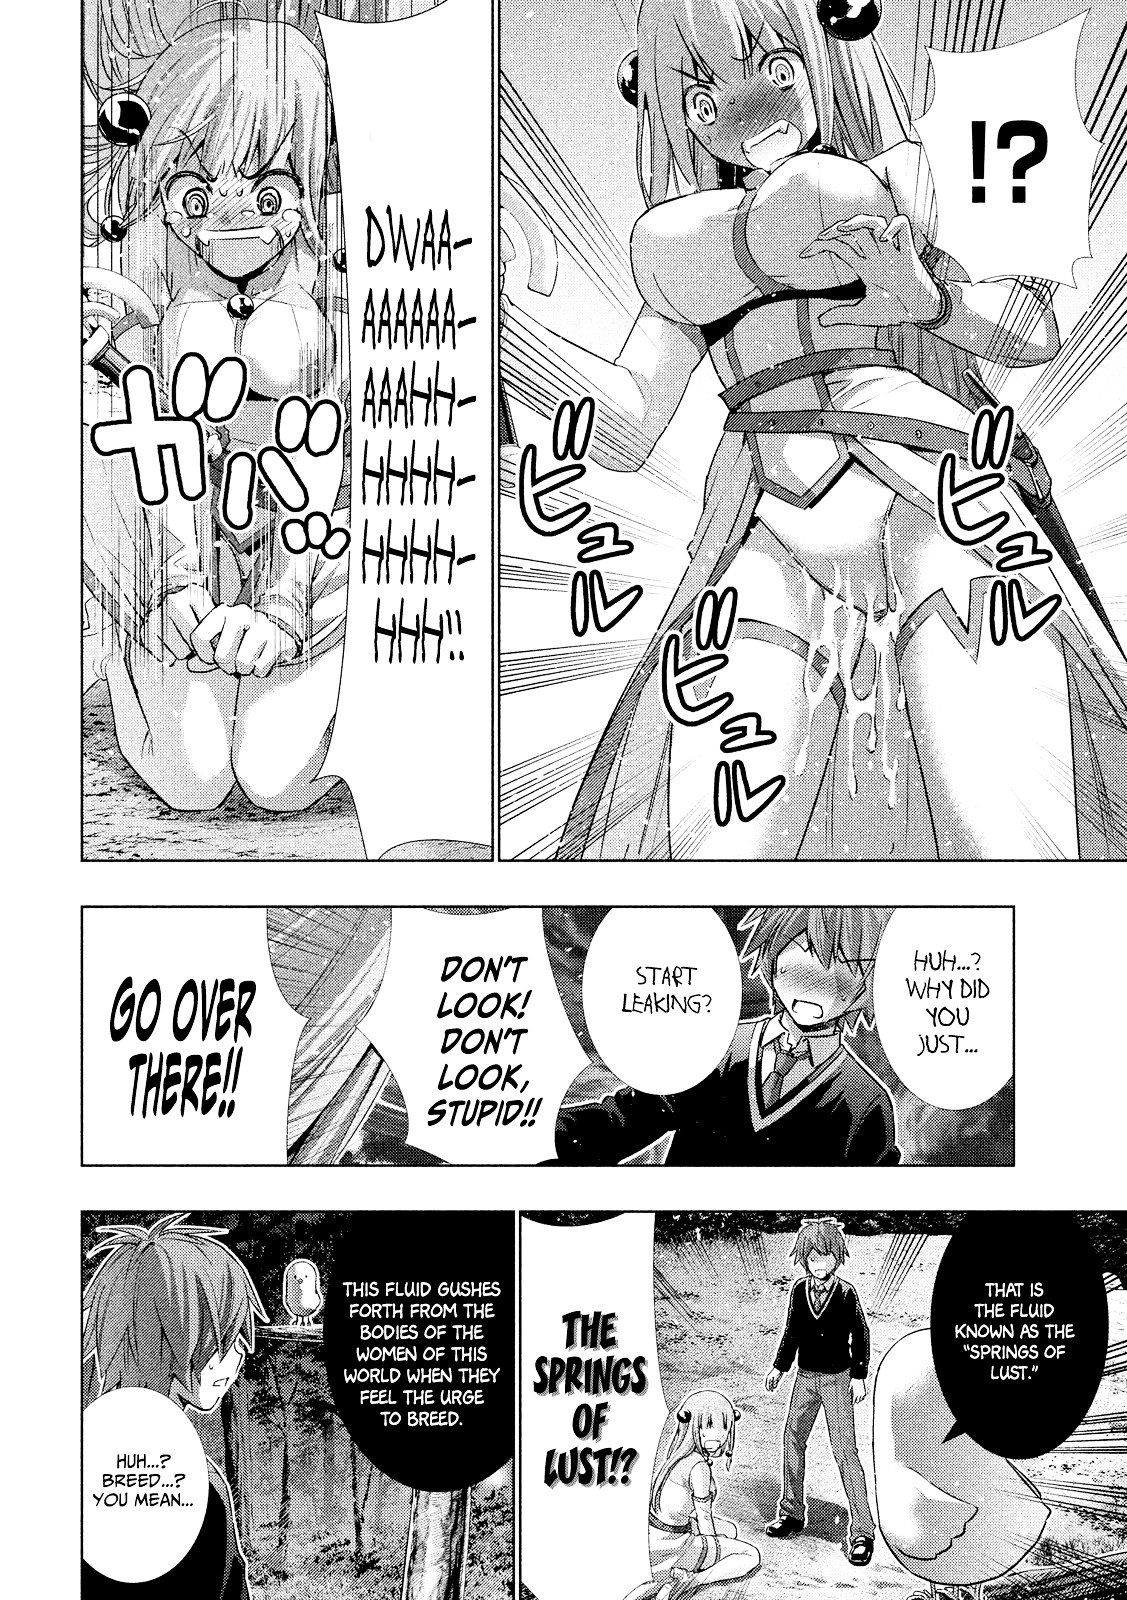 !?
ビュル
ビュル
ビュル
DWAA-
AAAAAA-
AAAHH-
HHHH-
HHHH-
HHH!!
ガ
バ
バッ
HUH...?
WHY DID
YOU
JUST...
START
LEAKING?
DON'T
LOOK!
DON'T
LOOK,
STUPID!!
GO OVER
THERE!!
THAT IS
THE FLUID
KNOWN AS THE
"SPRINGS OF
LUST."
THE
SPRINGS
OF
LUST!?
THIS FLUID GUSHES
FORTH FROM THE
BODIES OF THE
WOMEN OF THIS
WORLD WHEN THEY
FEEL THE URGE
TO BREED.
HUH...?
BREED...?
YOU MEAN...